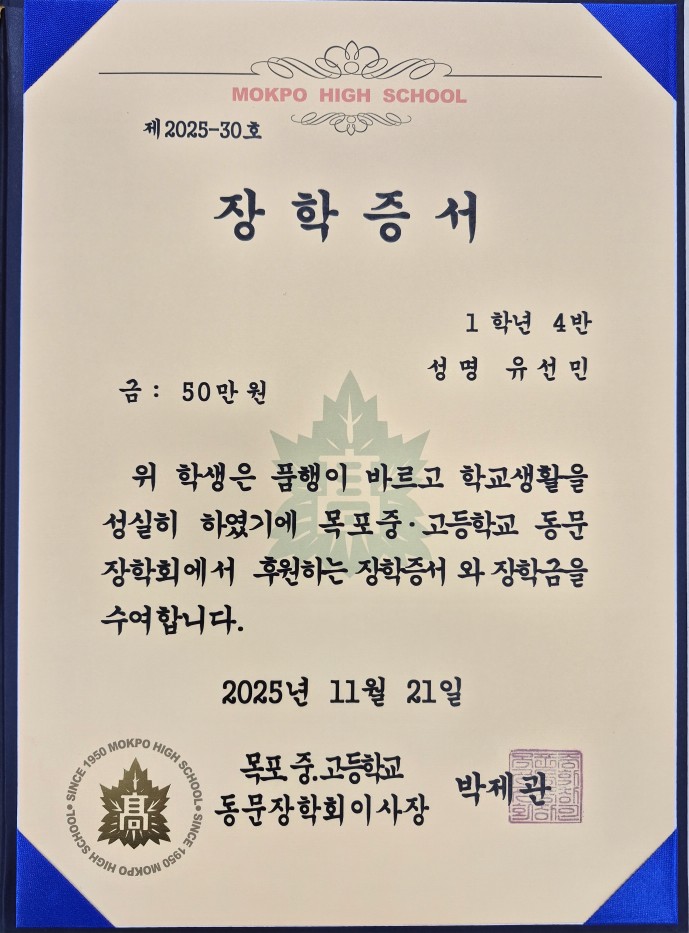 MOKPO HIGH SCHOOL
제2025-30호
장학증서
1학년 4반
성명 유선민
금: 50만원
위 학생은 품행이 바르고 학교생활을
성실히 하였기에 목포중·고등학교 동문
장학회에서 후원하는 장학증서 와 장학금을
수여합니다.
2025년 11월 21일
목포 중.고등학교
동문장학회이사장
박제관
SINCE 1950 MOKPO HIGH SCHOOL• SINCE 1950 MOKPO HIGH SCHOOL•
高